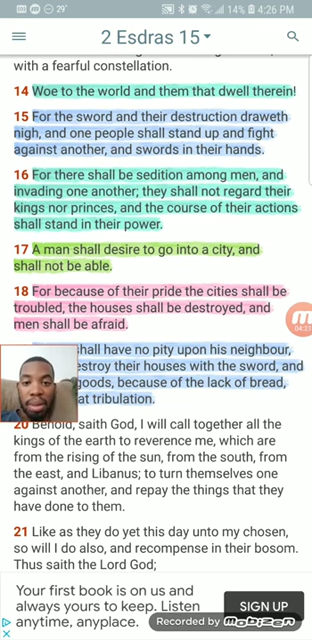 29°
14% 4:26 PM
2 Esdras 15
with a fearful constellation.
14 Woe to the world and them that dwell therein!
15 For the sword and their destruction draweth
nigh, and one people shall stand up and fight
against another, and swords in their hands.
16 For there shall be sedition among men, and
invading one another; they shall not regard their
kings nor princes, and the course of their actions
shall stand in their power.
17 A man shall desire to go into a city, and
shall not be able.
18 For because of their pride the cities shall be
troubled, the houses shall be destroyed, and
men shall be afraid.
shall have no pity upon his neighbour,
estroy their houses with the sword, and
goods, because of the lack of bread,
at tribulation.
20 Behold, saith God, I will call together all the
kings of the earth to reverence me, which are
from the rising of the sun, from the south, from
the east, and Libanus; to turn themselves one
against another, and repay the things that they
have done to them.
21 Like as they do yet this day unto my chosen,
so will I do also, and recompense in their bosom.
Thus saith the Lord God;
Your first book is on us and
always yours to keep. Listen
anytime, anyplace.
SIGN UP
Recorded by mobizen